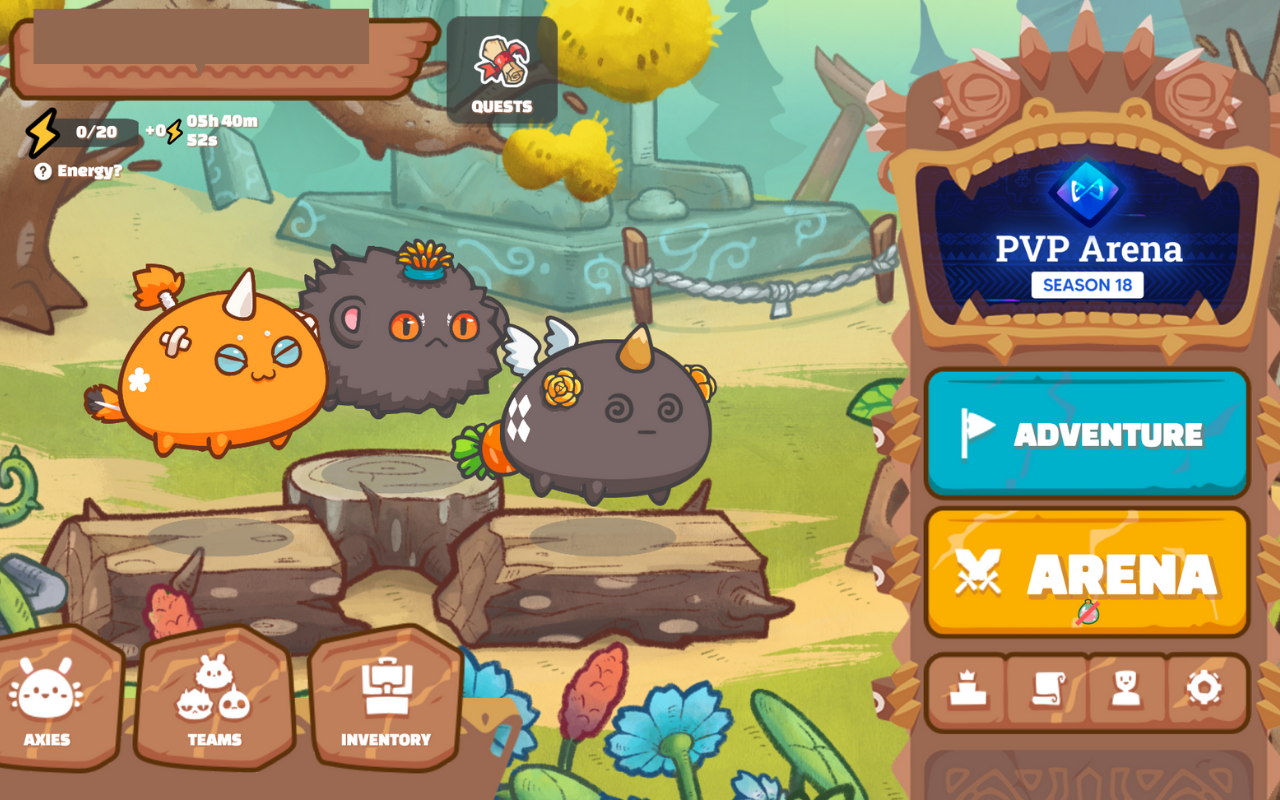 QUESTS
0/20
+0
05h 40m
52s
? Energy?
PVP Arena
SEASON 18
ADVENTURE
ARENA
AXIES
TEAMS
INVENTORY